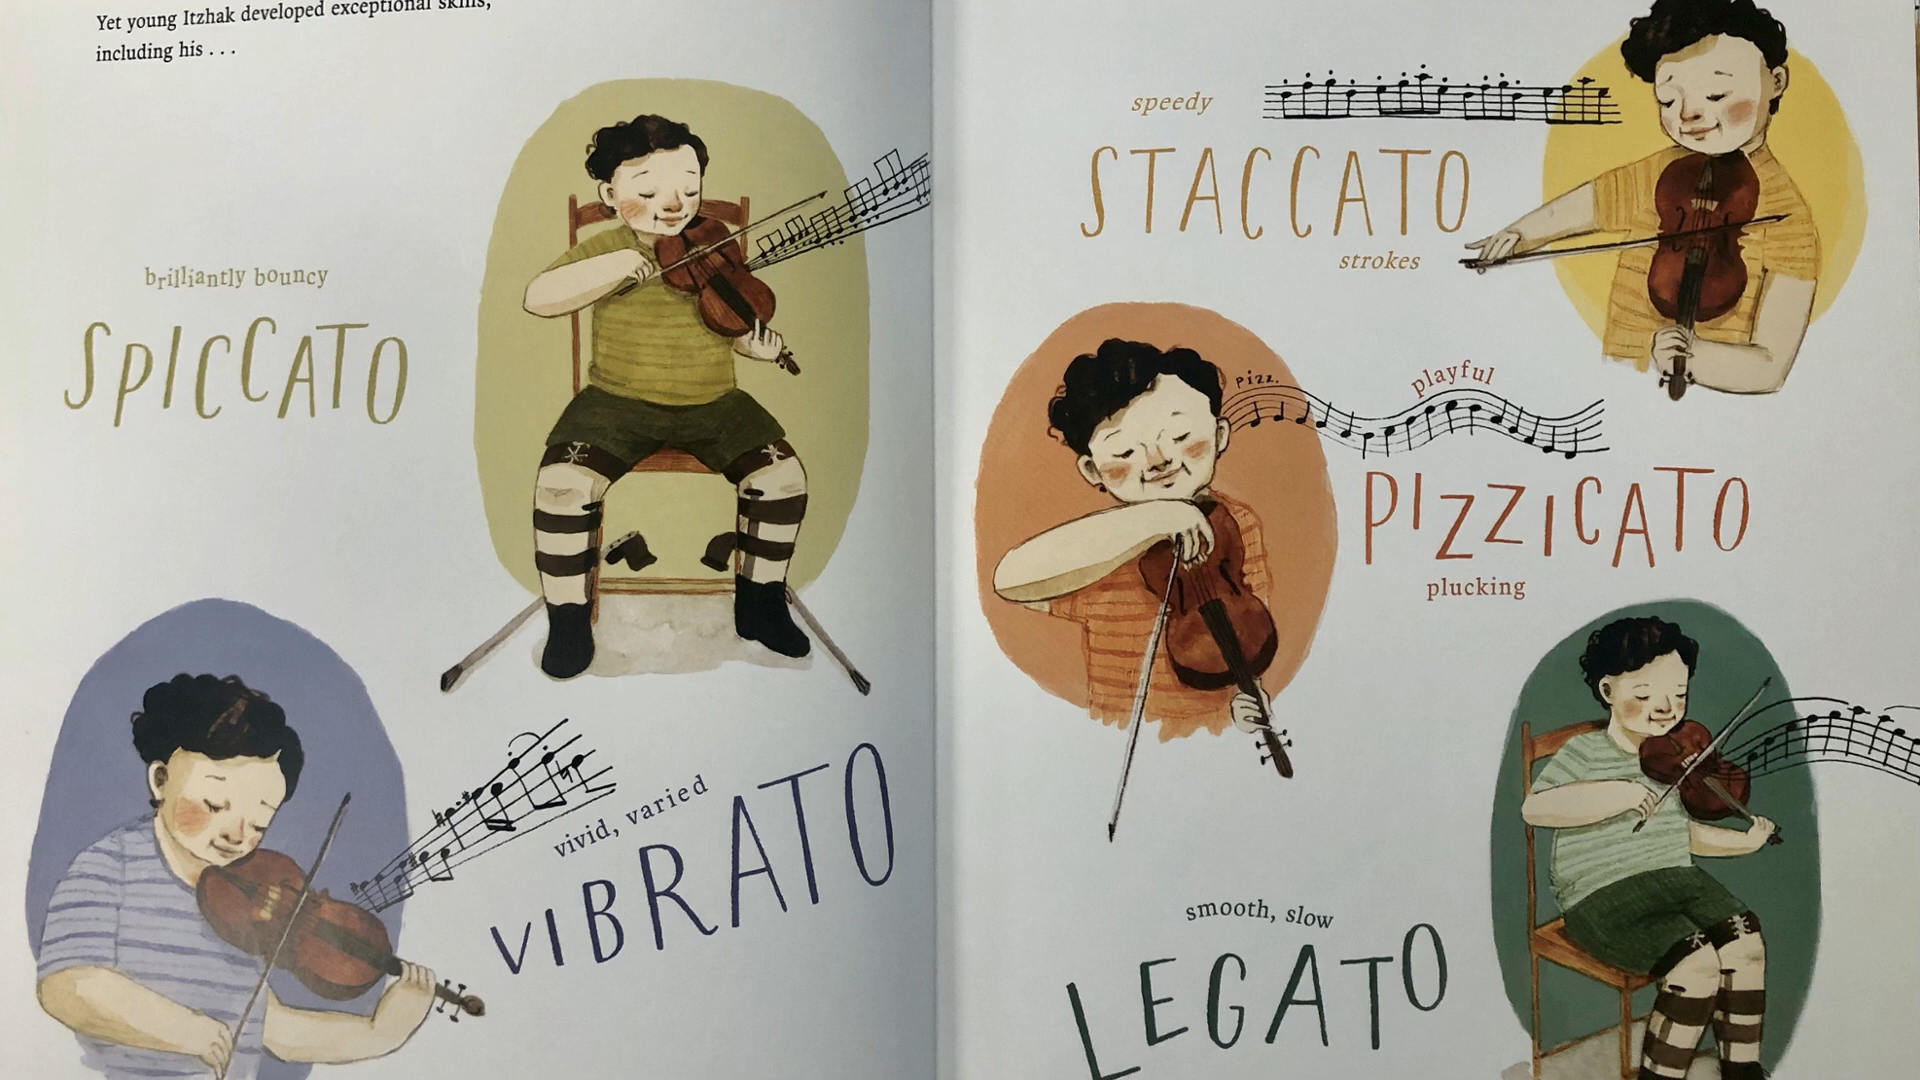 Yet young Itzhak developed exceptional skills,
including his . . .
brilliantly bouncy
SPICCATO
vivid, varied
VIBRATO
speedy
STACCATO
strokes
pizz.
playful
PIZZICATO
plucking
smooth, slow
LEGATO